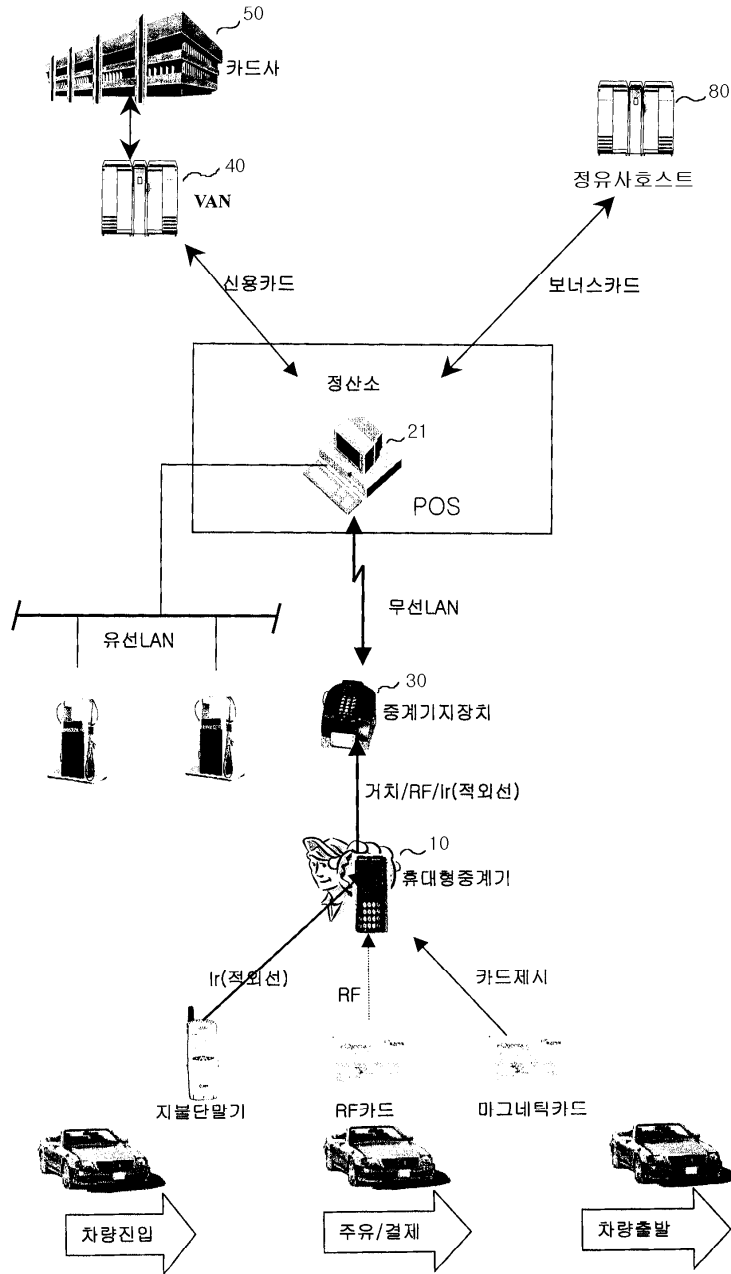 50
카드사
80
40
VAN
정유사호스트
신용카드
보너스카드
정산소
21
POS
무선LAN
유선LAN
30
중계기지장치
거치/RF/Ir(적외선)
10
휴대형중계기
Ir(적외선)
RF
카드제시
지불단말기
RF카드
마그네틱카드
차량진입
주유/결제
차량출발